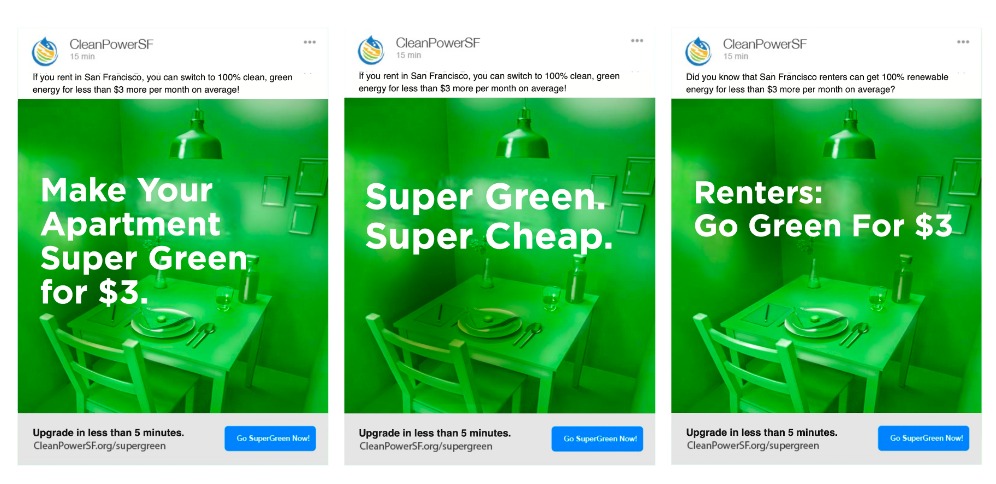 CleanPowerSF
15 min
If you rent in San Francisco, you can switch to 100% clean, green
energy for less than $3 more per month on average!
Make Your
Apartment
Super Green
for $3.
Upgrade in less than 5 minutes.
CleanPowerSF.org/supergreen
Go SuperGreen Now!
CleanPowerSF
15 min
If you rent in San Francisco, you can switch to 100% clean, green
energy for less than $3 more per month on average!
Super Green.
Super Cheap.
Upgrade in less than 5 minutes.
CleanPowerSF.org/supergreen
Go SuperGreen Now!
CleanPowerSF
15 min
Did you know that San Francisco renters can get 100% renewable
energy for less than $3 more per month on average?
Renters:
Go Green For $3
Upgrade in less than 5 minutes.
CleanPowerSF.org/supergreen
Go SuperGreen Now!